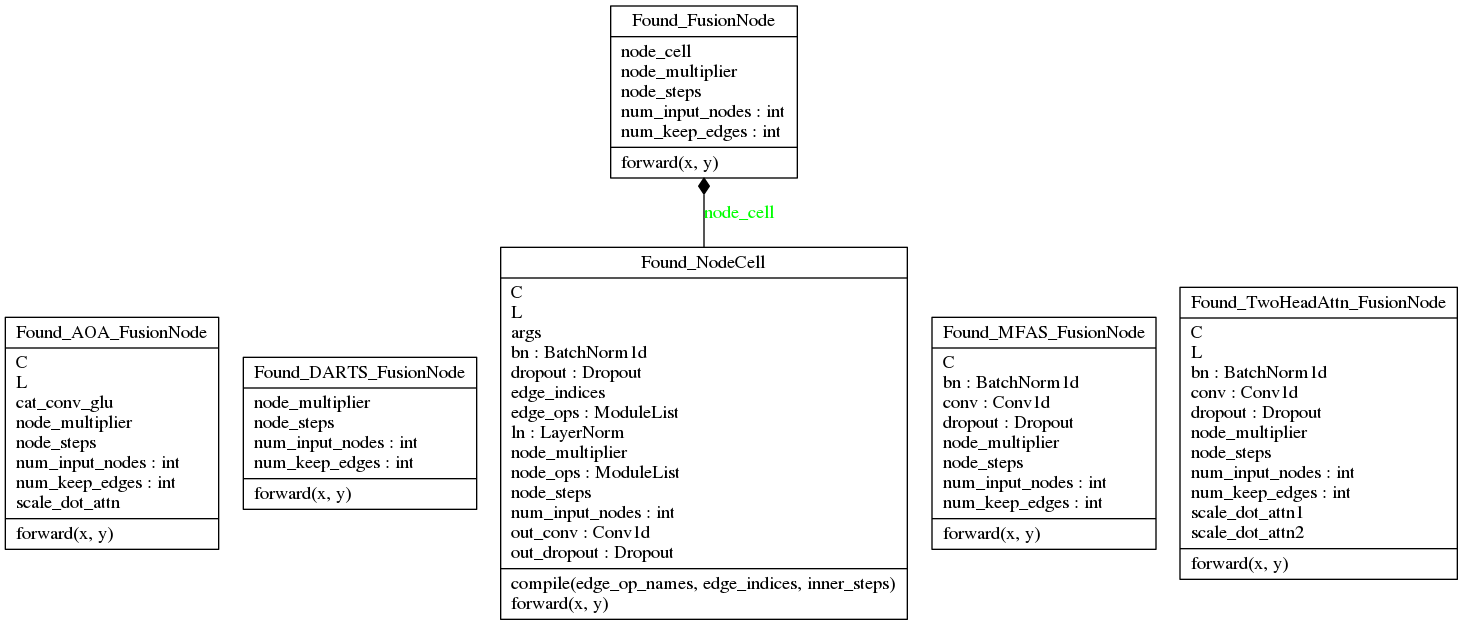 Found_FusionNode
node_cell
node_multiplier
node_steps
num_input_nodes : int
num_keep_edges : int
forward(x, y)
node_cell
Found_AOA_FusionNode
C
L
cat_conv_glu
node_multiplier
node_steps
num_input_nodes : int
num_keep_edges : int
scale_dot_attn
forward(x, y)
Found_DARTS_FusionNode
node_multiplier
node_steps
num_input_nodes : int
num_keep_edges : int
forward(x, y)
Found_NodeCell
C
L
args
bn : BatchNorm1d
dropout : Dropout
edge_indices
edge_ops : ModuleList
ln : LayerNorm
node_multiplier
node_ops : ModuleList
node_steps
num_input_nodes : int
out_conv : Conv1d
out_dropout : Dropout
compile(edge_op_names, edge_indices, inner_steps)
forward(x, y)
Found_MFAS_FusionNode
C
bn : BatchNorm1d
conv : Conv1d
dropout : Dropout
node_multiplier
node_steps
num_input_nodes : int
num_keep_edges : int
forward(x, y)
Found_TwoHeadAttn_FusionNode
C
L
bn : BatchNorm1d
conv : Conv1d
dropout : Dropout
node_multiplier
node_steps
num_input_nodes : int
num_keep_edges : int
scale_dot_attn1
scale_dot_attn2
forward(x, y)